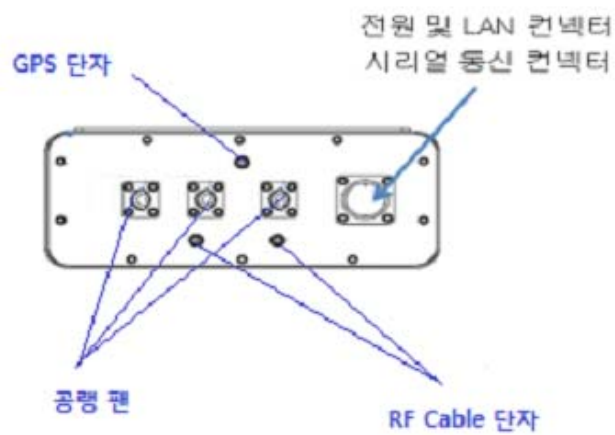 전원 및 LAN 컨넥터
시리얼 통신 컨넥터
GPS 단자
공랭 팬
RF Cable 단자